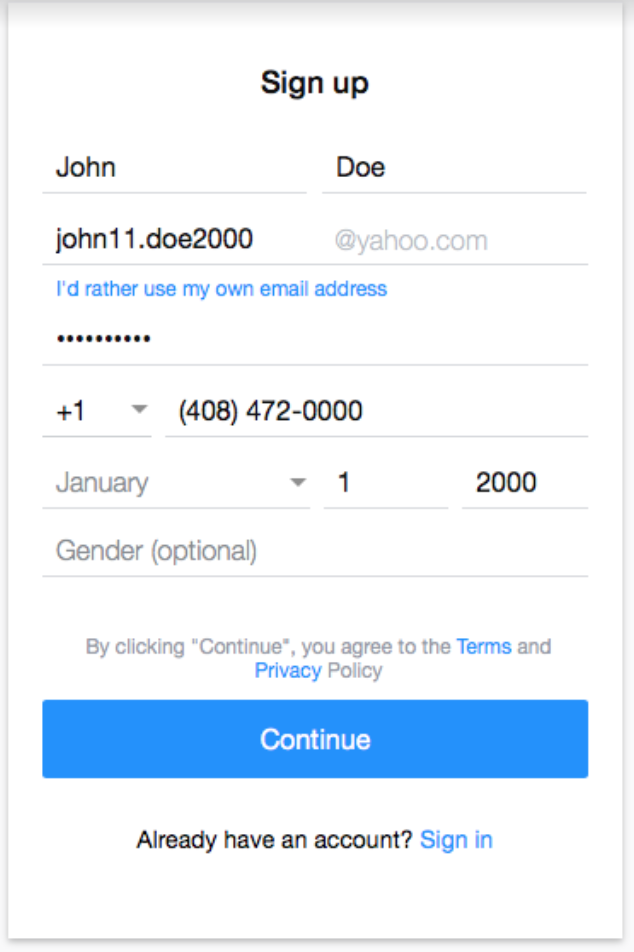 Sign up
John Doe
john11.doe2000 @yahoo.com
I'd rather use my own email address
••••••••••
+1 (408) 472-0000
January 1 2000
Gender (optional)
By clicking "Continue", you agree to the Terms and
Privacy Policy
Continue
Already have an account? Sign in